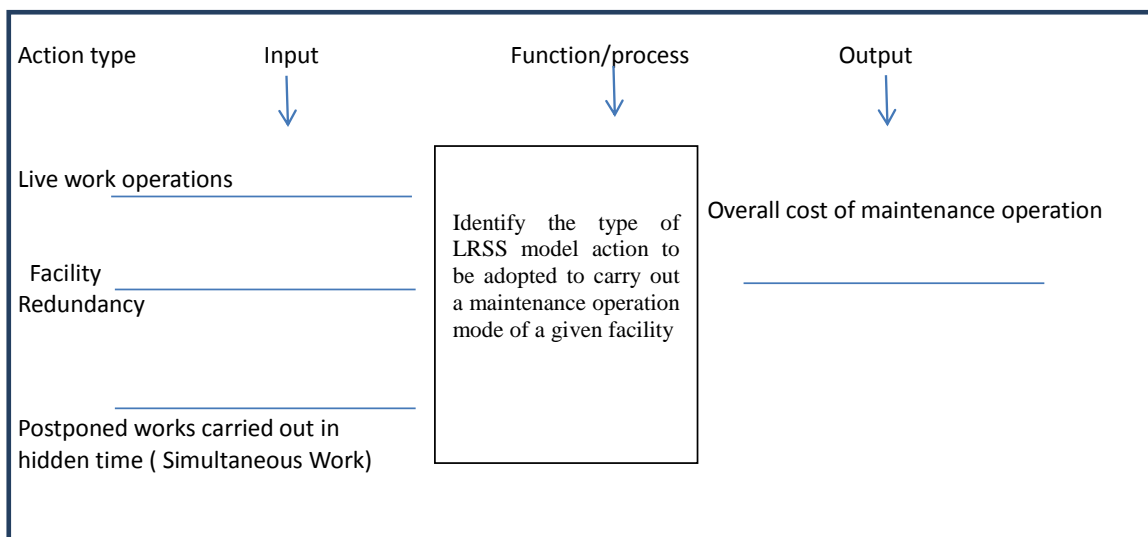 Action type Input Function/process Output
Live work operations
Facility
Redundancy
Postponed works carried out in
hidden time ( Simultaneous Work)
Identify the type of
LRSS model action to
be adopted to carry out
a maintenance operation
mode of a given facility
Overall cost of maintenance operation